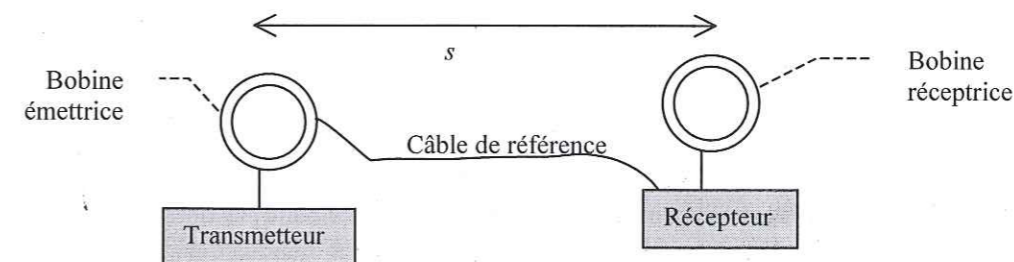 s
Bobine
émettrice
Bobine
réceptrice
Câble de référence
Transmetteur
Récepteur